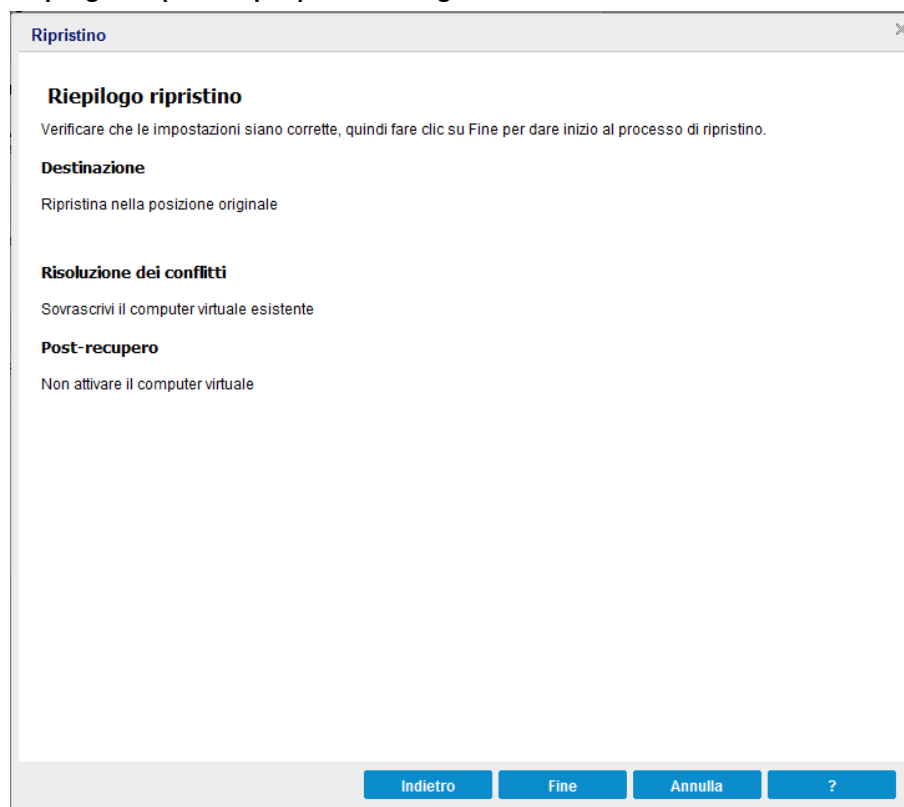 Ripristino
Riepilogo ripristino
Verificare che le impostazioni siano corrette, quindi fare clic su Fine per dare inizio al processo di ripristino.
Destinazione
Ripristina nella posizione originale
Risoluzione dei conflitti
Sovrascrivi il computer virtuale esistente
Post-recupero
Non attivare il computer virtuale
Indietro Fine Annulla ?